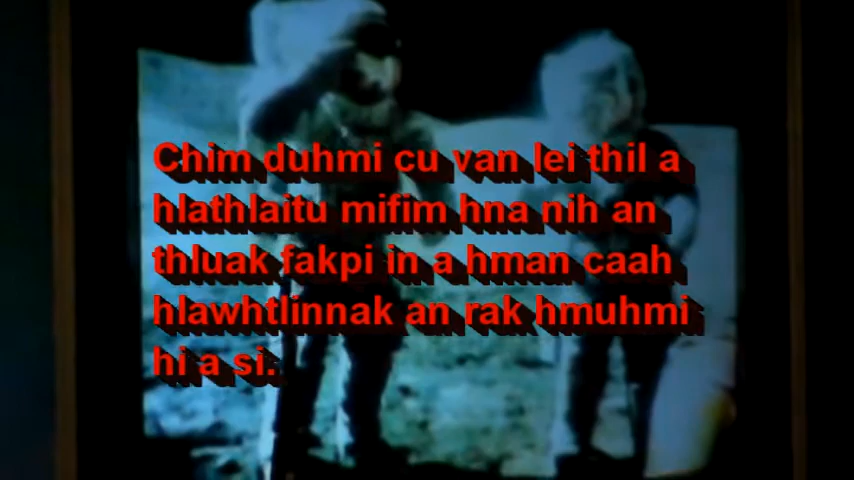 Chim duhmi cu van lei thil a
hlathlaitu mifim hna nih an
thluak fakpi in a hman caah
hlawhtlinnak an rak hmuhmi
hi a si.